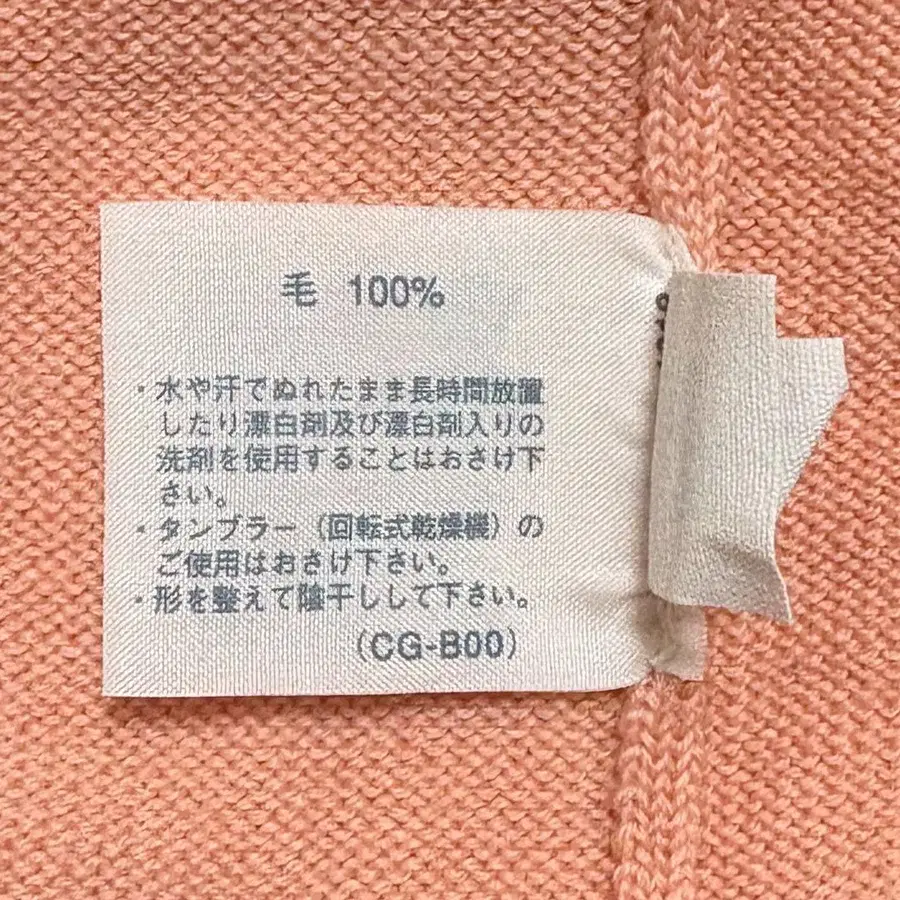 毛 100%
・水や汗でぬれたまま長時間放置
したり漂白剤及び漂白剤入りの
洗剤を使用することはおさけ下
さい。
・タンブラー（回転式乾燥機）の
ご使用はおさけ下さい。
・形を整えて陰干しして下さい。
(CG-B00)